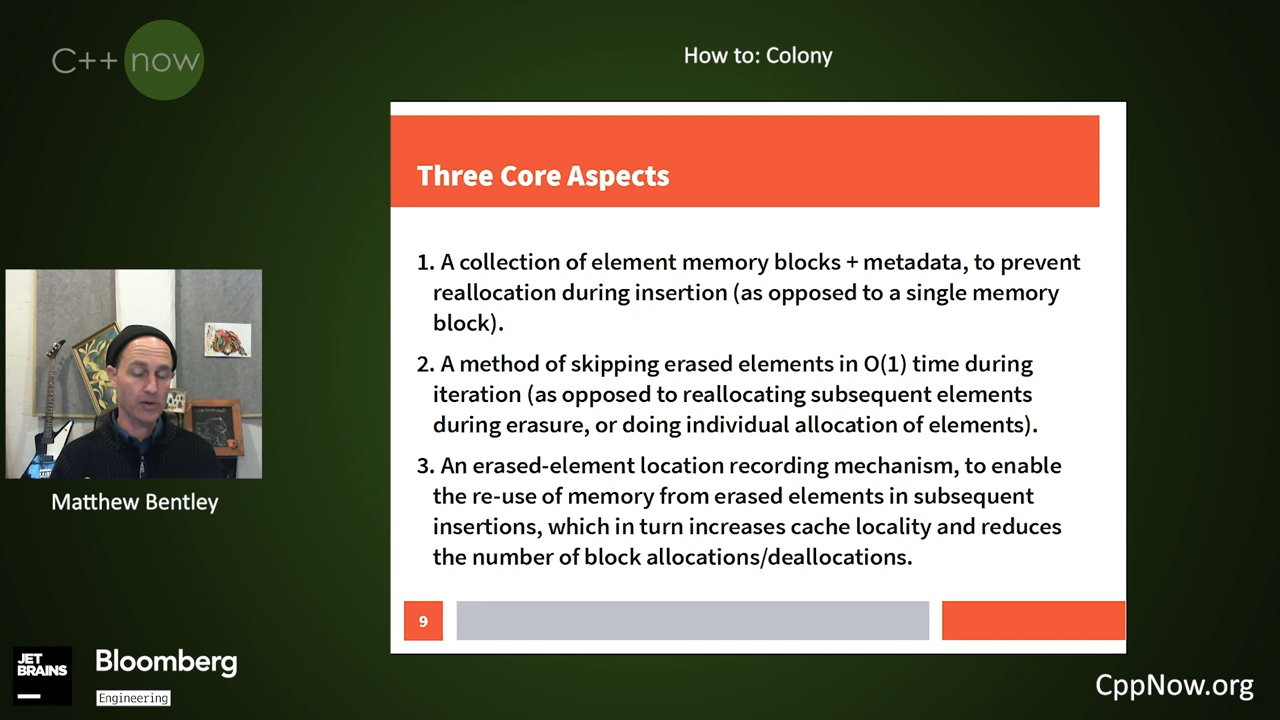 C++ now
How to: Colony
Three Core Aspects
1. A collection of element memory blocks + metadata, to prevent
reallocation during insertion (as opposed to a single memory
block).
2. A method of skipping erased elements in O(1) time during
iteration (as opposed to reallocating subsequent elements
during erasure, or doing individual allocation of elements).
3. An erased-element location recording mechanism, to enable
the re-use of memory from erased elements in subsequent
insertions, which in turn increases cache locality and reduces
the number of block allocations/deallocations.
9
Matthew Bentley
JET
BRAINS
Bloomberg
Engineering
CppNow.org